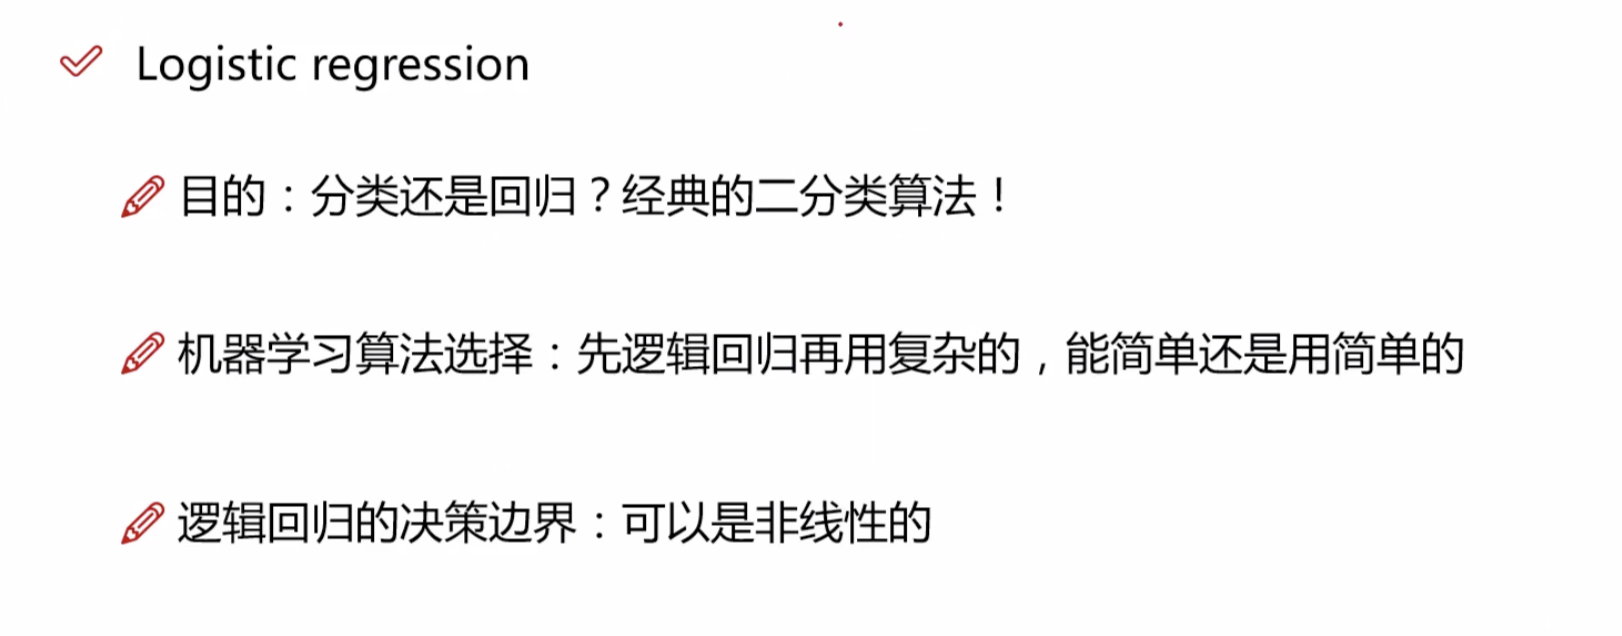 Logistic regression
目的：分类还是回归？经典的二分类算法！
机器学习算法选择：先逻辑回归再用复杂的，能简单还是用简单的
逻辑回归的决策边界：可以是非线性的